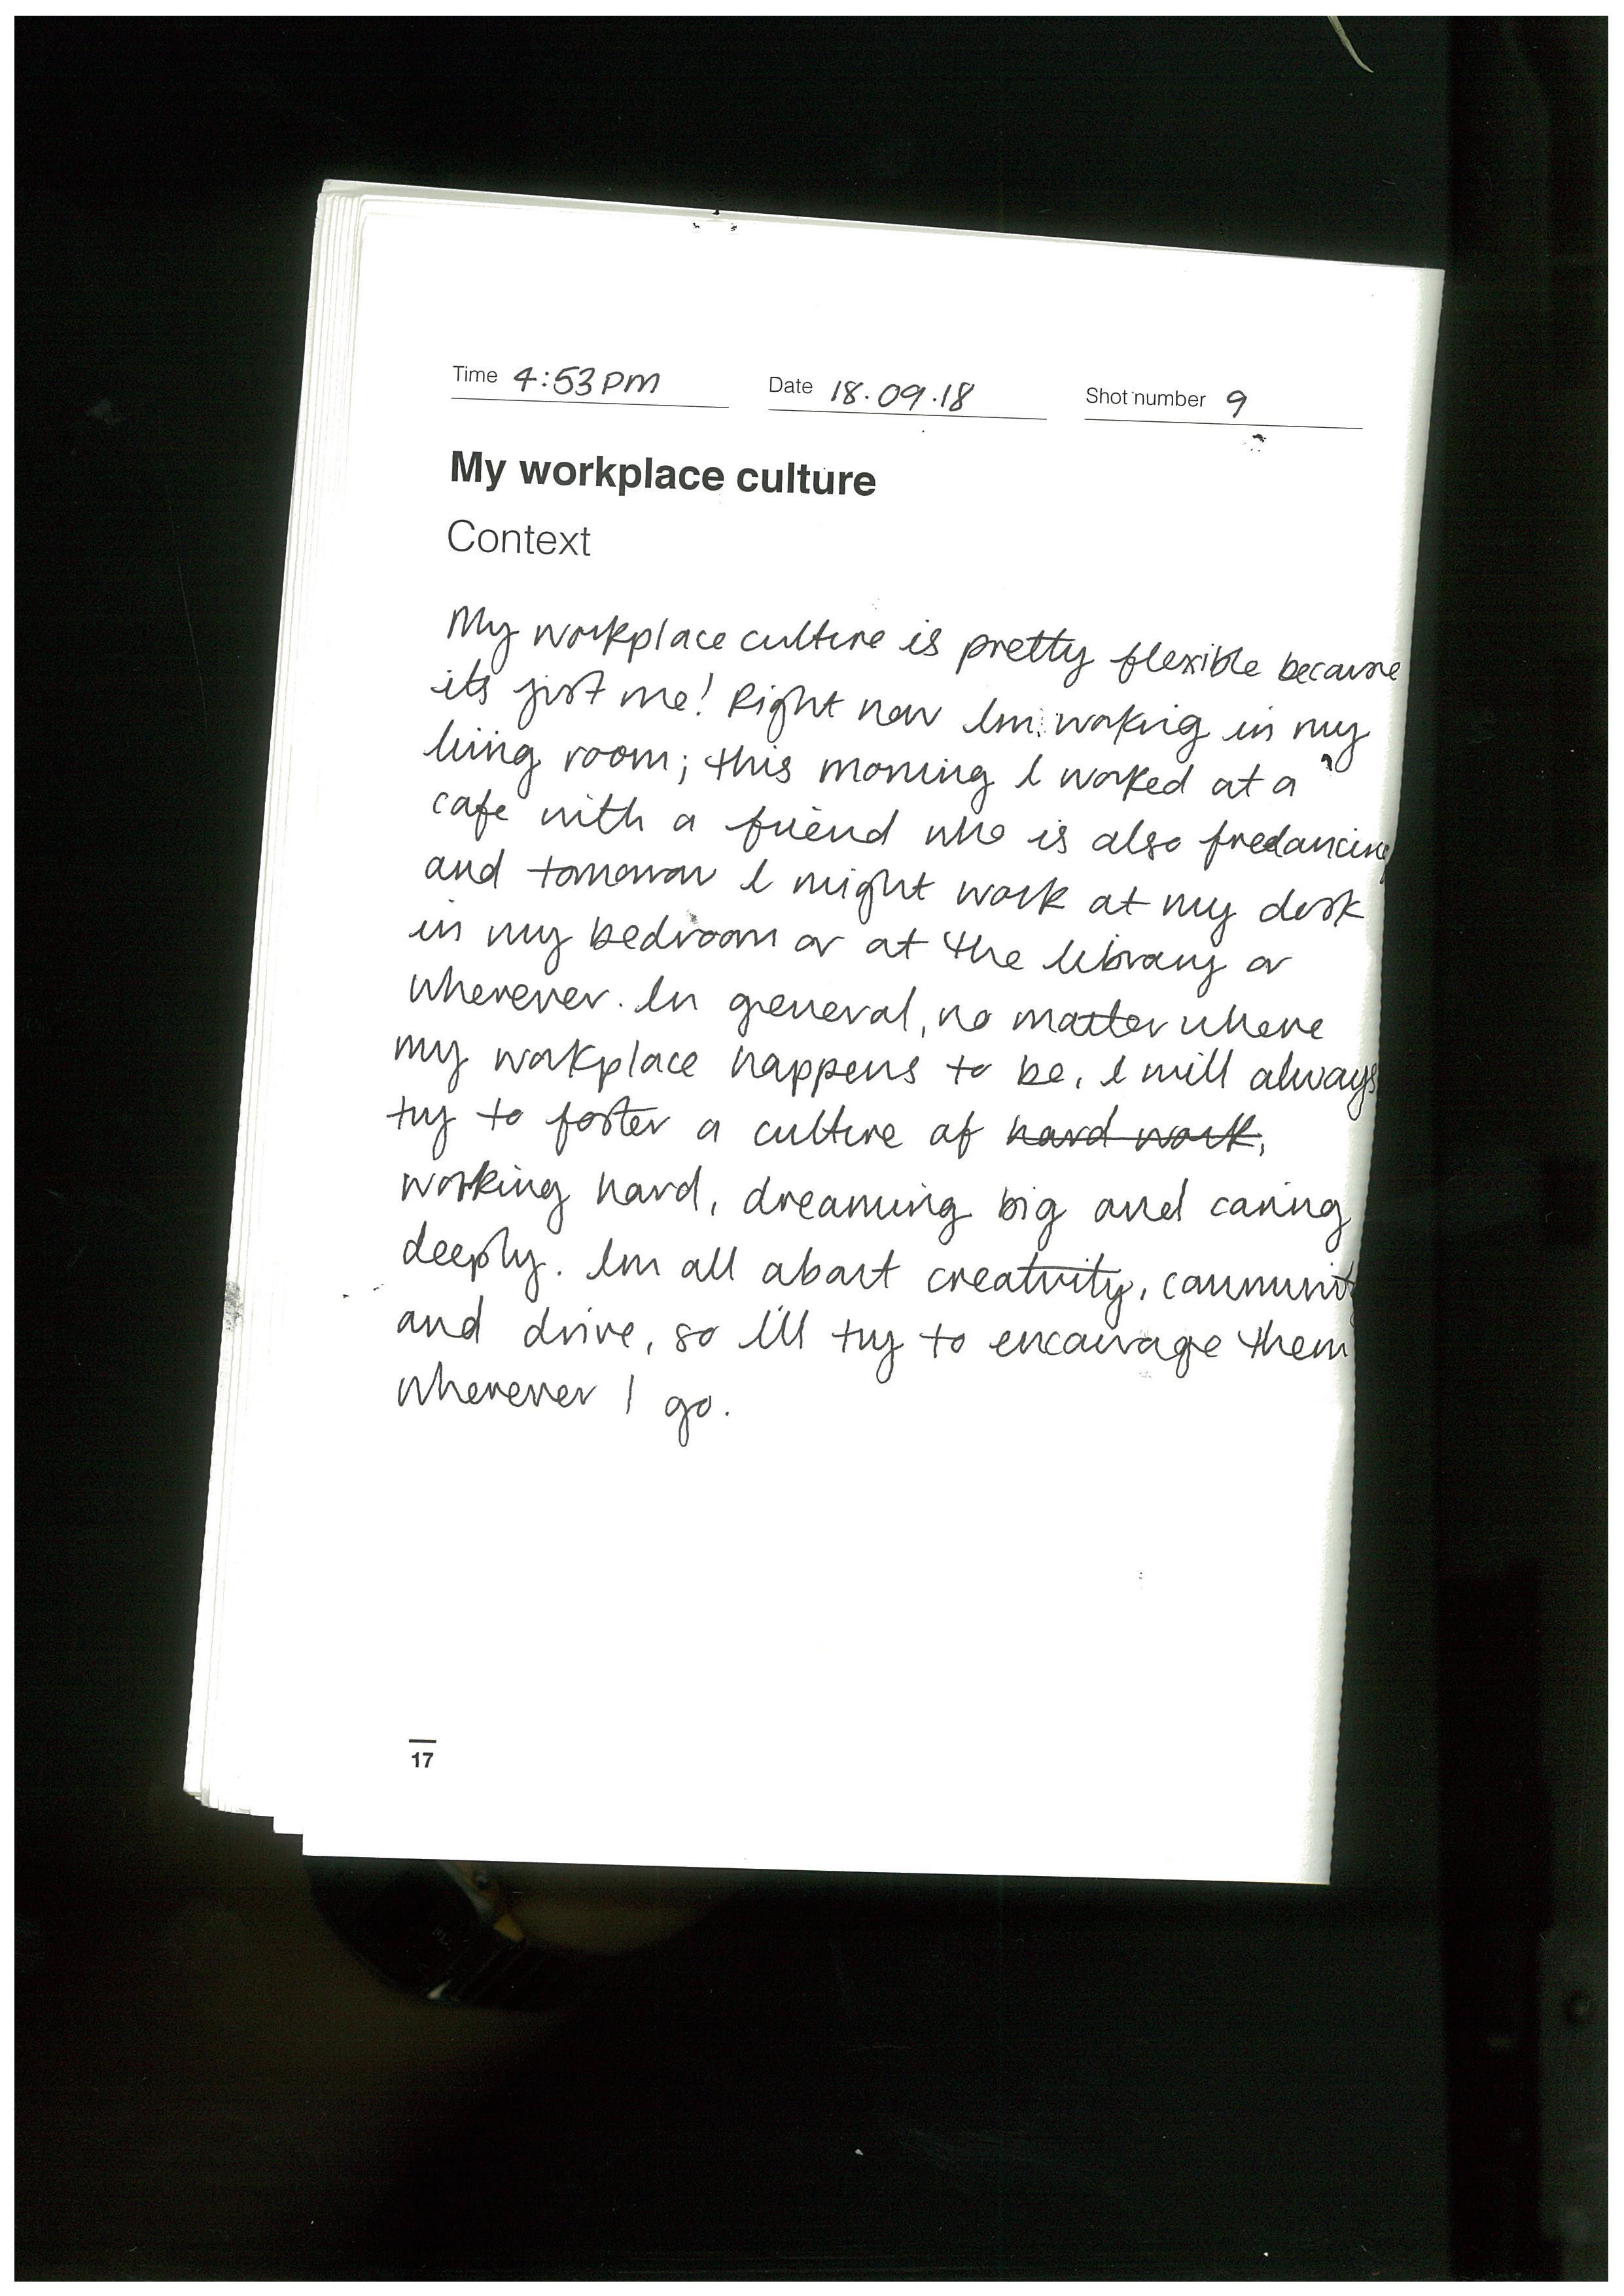 Time 4:53PM Date 18.09.18 Shot number 9
My workplace culture
Context
My workplace culture is pretty flexible because
its just me! Right now Im working in my
living room; this morning I worked at a
cafe with a friend who is also freelancing
and tomorrow I might work at my desk
in my bedroom or at the library or
wherever. In general, no matter where
my workplace happens to be, I will always
try to foster a culture of hard work,
working hard, dreaming big and caring
deeply. Im all about creativity, community
and drive, so I'll try to encourage them
wherever I go.
17